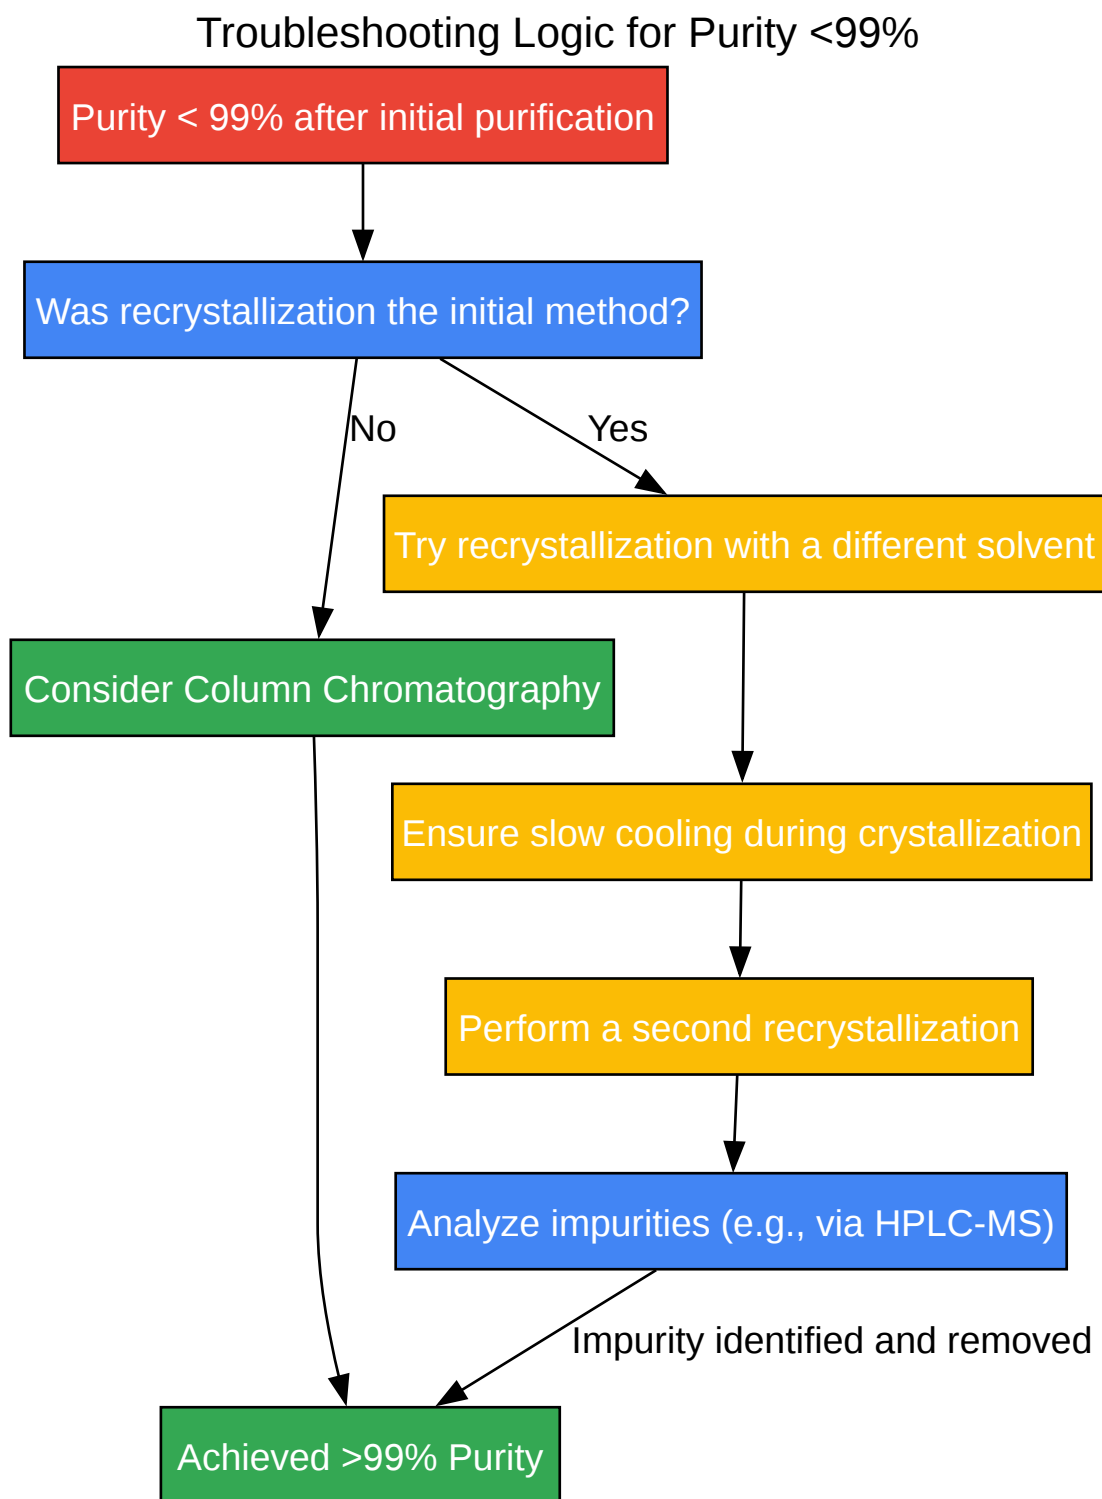 Troubleshooting Logic for Purity <99%
Purity < 99% after initial purification
Was recrystallization the initial method?
No
Yes
Try recrystallization with a different solvent
Consider Column Chromatography
Ensure slow cooling during crystallization
Perform a second recrystallization
Analyze impurities (e.g., via HPLC-MS)
Impurity identified and removed
Achieved >99% Purity